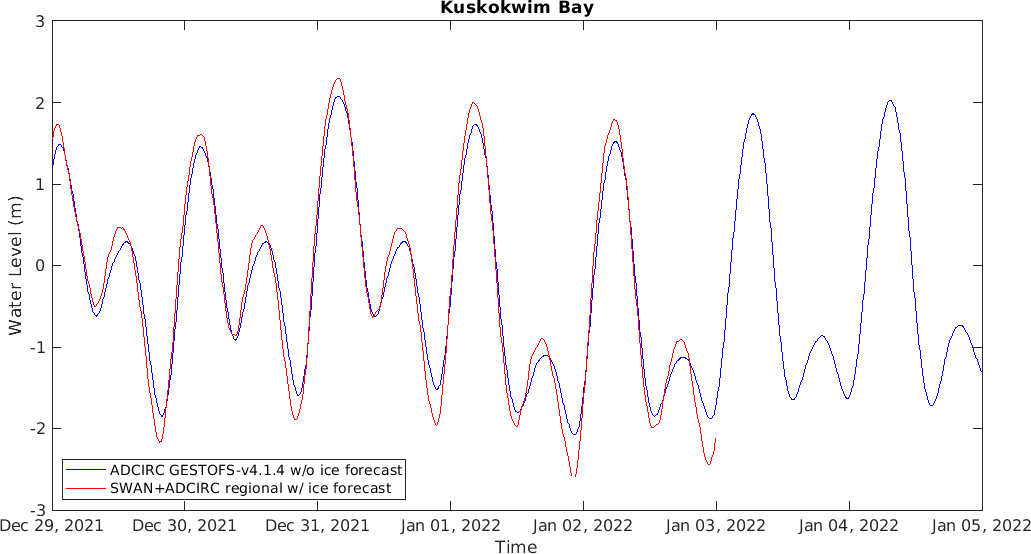 Kuskokwim Bay
3
2
1
0
-1
-2
-3
Water Level (m)
ADCIRC GESTOFS-v4.1.4 w/o ice forecast
SWAN+ADCIRC regional w/ ice forecast
Dec 29, 2021 Dec 30, 2021 Dec 31, 2021 Jan 01, 2022 Jan 02, 2022 Jan 03, 2022 Jan 04, 2022 Jan 05, 2022
Time